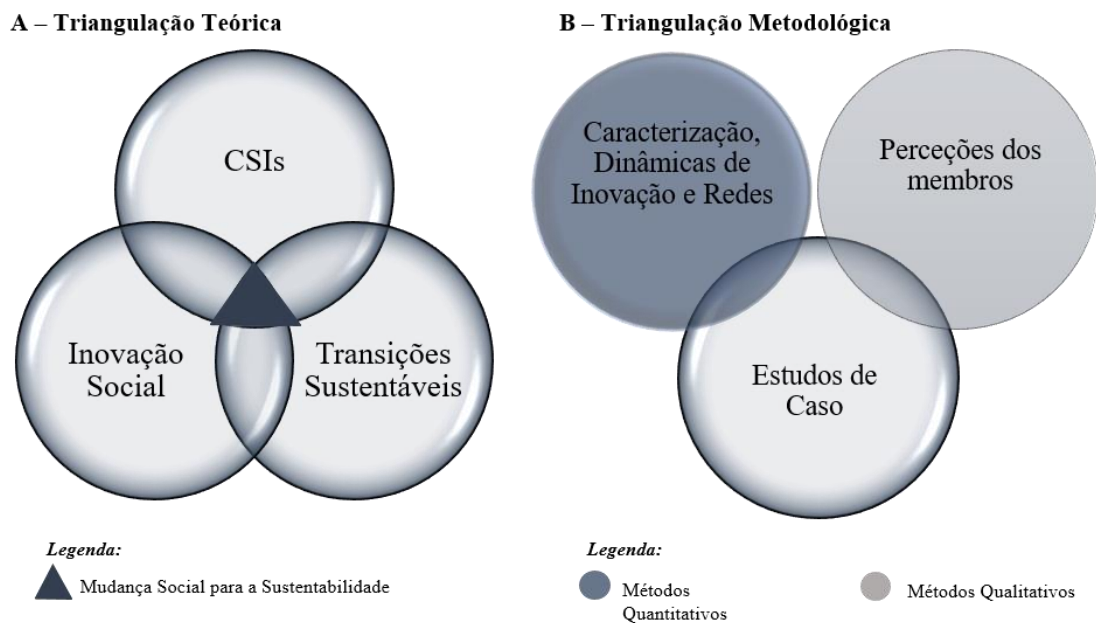 A – Triangulação Teórica
CSIs
Inovação
Social
Transições
Sustentáveis
Legenda:
Mudança Social para a Sustentabilidade
B – Triangulação Metodológica
Caracterização,
Dinâmicas de
Inovação e Redes
Perceções dos
membros
Estudos de
Caso
Legenda:
Métodos
Quantitativos
Métodos Qualitativos